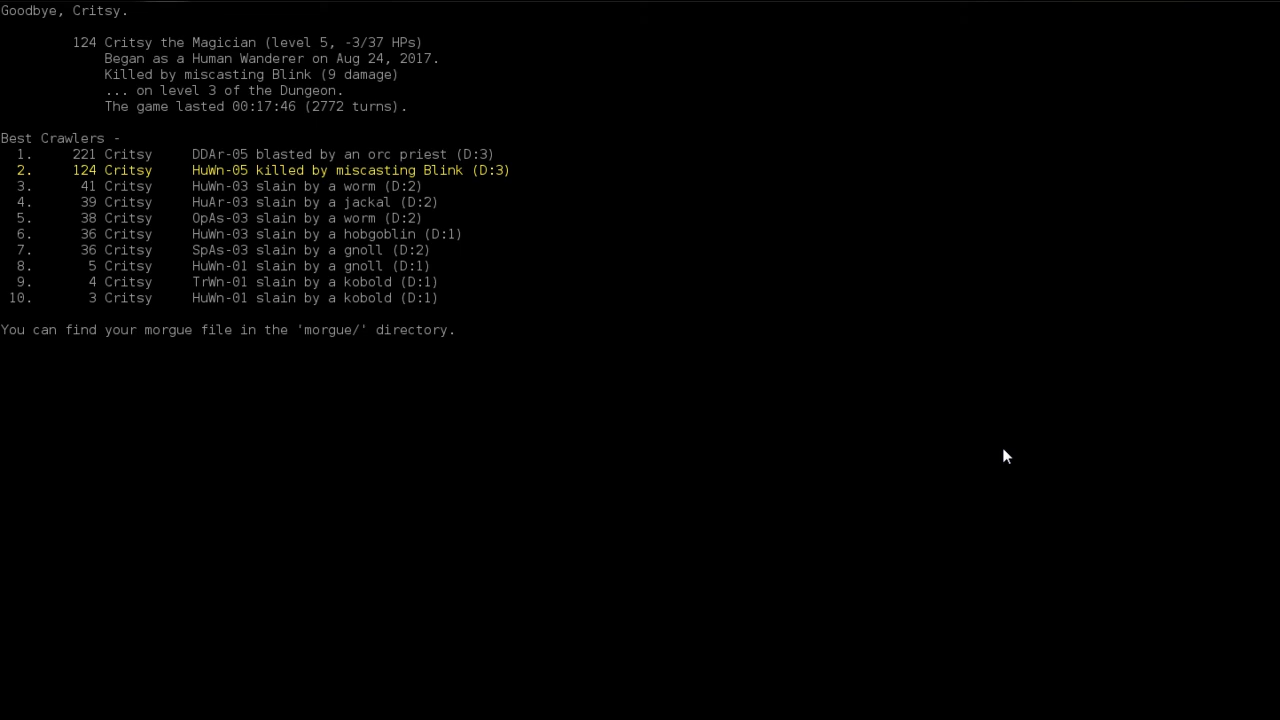 Goodbye, Critsy.
124 Critsy the Magician (level 5, -3/37 HPs)
Began as a Human Wanderer on Aug 24, 2017.
Killed by miscasting Blink (9 damage)
... on level 3 of the Dungeon.
The game lasted 00:17:46 (2772 turns).
Best Crawlers -
1. 221 Critsy DDAr-05 blasted by an orc priest (D:3)
2. 124 Critsy HuWn-05 killed by miscasting Blink (D:3)
3. 41 Critsy HuWn-03 slain by a worm (D:2)
4. 39 Critsy HuAr-03 slain by a jackal (D:2)
5. 38 Critsy OpAs-03 slain by a worm (D:2)
6. 36 Critsy HuWn-03 slain by a hobgoblin (D:1)
7. 36 Critsy SpAs-03 slain by a gnoll (D:2)
8. 5 Critsy HuWn-01 slain by a gnoll (D:1)
9. 4 Critsy TrWn-01 slain by a kobold (D:1)
10. 3 Critsy HuWn-01 slain by a kobold (D:1)
You can find your morgue file in the 'morgue/' directory.